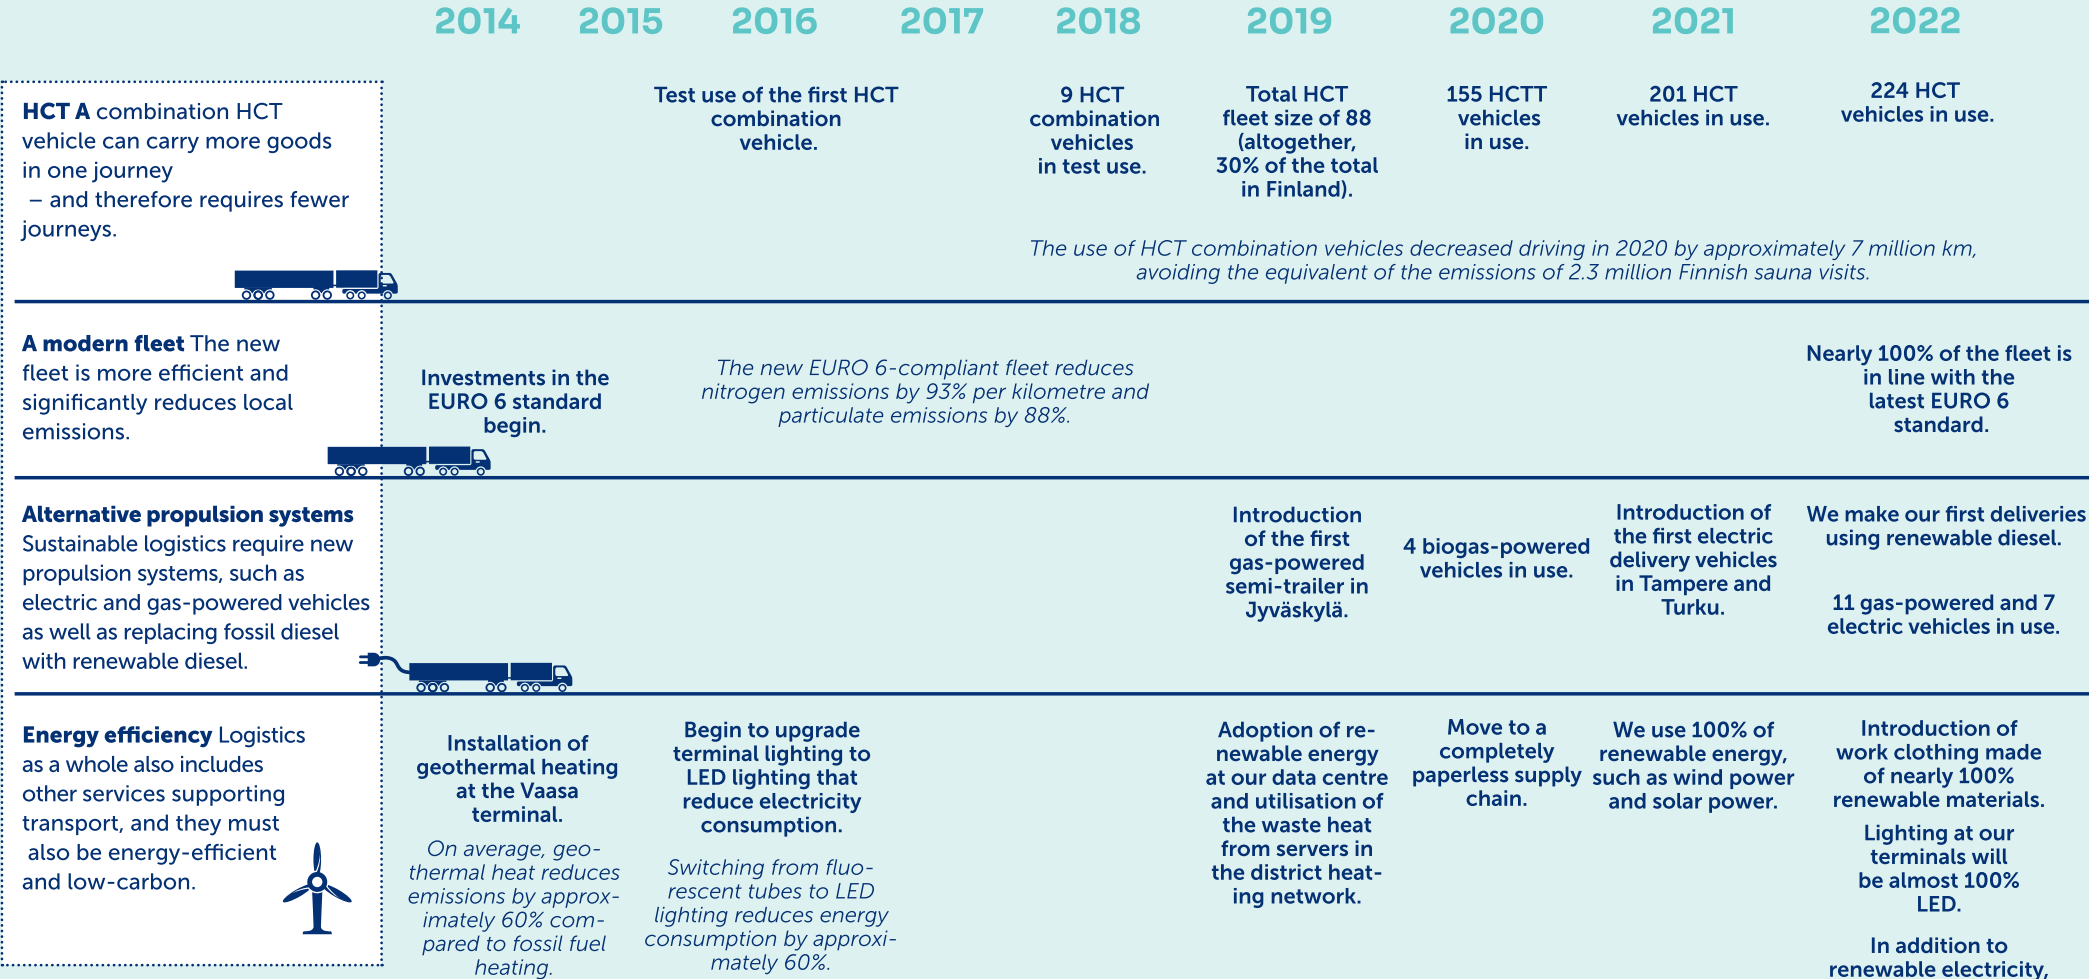 2014 2015 2016 2017 2018 2019 2020 2021 2022
HCT A combination HCT
vehicle can carry more goods
in one journey
– and therefore requires fewer
journeys.
Test use of the first HCT
combination
vehicle.
9 HCT
combination
vehicles
in test use.
Total HCT
fleet size of 88
(altogether,
30% of the total
in Finland).
155 HCTT
vehicles
in use.
201 HCT
vehicles in use.
224 HCT
vehicles in use.
The use of HCT combination vehicles decreased driving in 2020 by approximately 7 million km,
avoiding the equivalent of the emissions of 2.3 million Finnish sauna visits.
A modern fleet The new
fleet is more efficient and
significantly reduces local
emissions.
Investments in the
EURO 6 standard
begin.
The new EURO 6-compliant fleet reduces
nitrogen emissions by 93% per kilometre and
particulate emissions by 88%.
Nearly 100% of the fleet is
in line with the
latest EURO 6
standard.
Alternative propulsion systems
Sustainable logistics require new
propulsion systems, such as
electric and gas-powered vehicles
as well as replacing fossil diesel
with renewable diesel.
Introduction
of the first
gas-powered
semi-trailer in
Jyväskylä.
4 biogas-powered
vehicles in use.
Introduction of
the first electric
delivery vehicles
in Tampere and
Turku.
We make our first deliveries
using renewable diesel.
11 gas-powered and 7
electric vehicles in use.
Energy efficiency Logistics
as a whole also includes
other services supporting
transport, and they must
also be energy-efficient
and low-carbon.
Installation of
geothermal heating
at the Vaasa
terminal.
On average, geo-
thermal heat reduces
emissions by approx-
imately 60% com-
pared to fossil fuel
heating.
Begin to upgrade
terminal lighting to
LED lighting that
reduce electricity
consumption.
Switching from fluo-
rescent tubes to LED
lighting reduces energy
consumption by approxi-
mately 60%.
Adoption of re-
newable energy
at our data centre
and utilisation of
the waste heat
from servers in
the district heat-
ing network.
Move to a
completely
paperless supply
chain.
We use 100% of
renewable energy,
such as wind power
and solar power.
Introduction of
work clothing made
of nearly 100%
renewable materials.
Lighting at our
terminals will
be almost 100%
LED.
In addition to
renewable electricity,